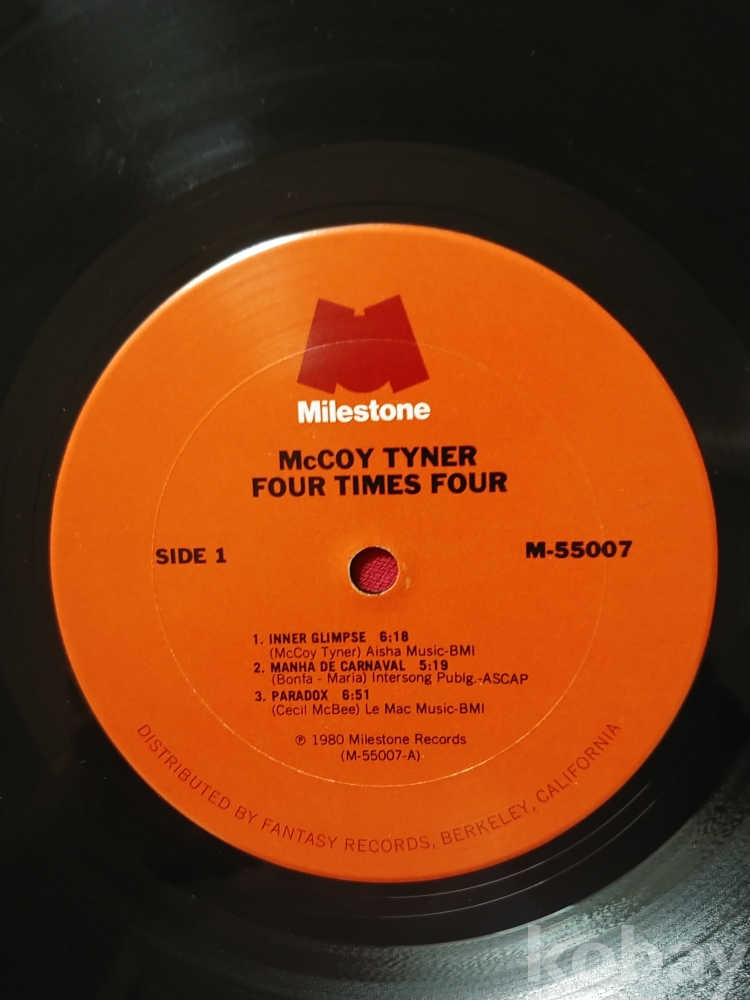 Milestone
McCOY TYNER
FOUR TIMES FOUR
SIDE 1
M-55007
1. INNER GLIMPSE 6:18
(McCoy Tyner) Aisha Music-BMI
2. MANHA DE CARNAVAL 5:19
(Bonfa - Maria) Intersong Publg.-ASCAP
3. PARADOX 6:51
(Cecil McBee) Le Mac Music-BMI
℗ 1980 Milestone Records
(M-55007-A)
DISTRIBUTED BY FANTASY RECORDS, BERKELEY, CALIFORNIA
kobay